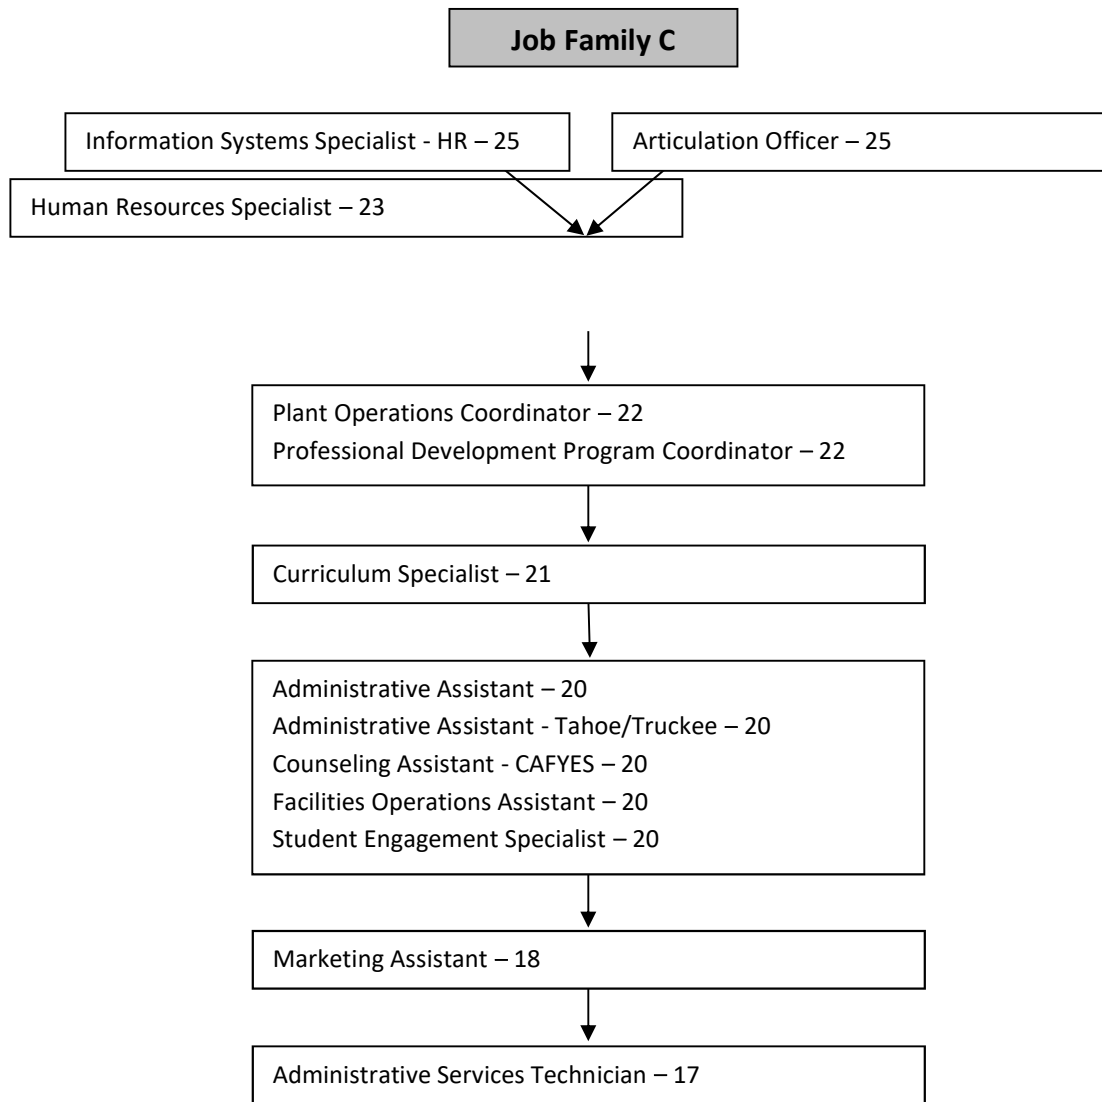 Job Family C
Information Systems Specialist - HR – 25
Articulation Officer – 25
Human Resources Specialist – 23
Plant Operations Coordinator – 22
Professional Development Program Coordinator – 22
Curriculum Specialist – 21
Administrative Assistant – 20
Administrative Assistant - Tahoe/Truckee – 20
Counseling Assistant - CAFYES – 20
Facilities Operations Assistant – 20
Student Engagement Specialist – 20
Marketing Assistant – 18
Administrative Services Technician – 17